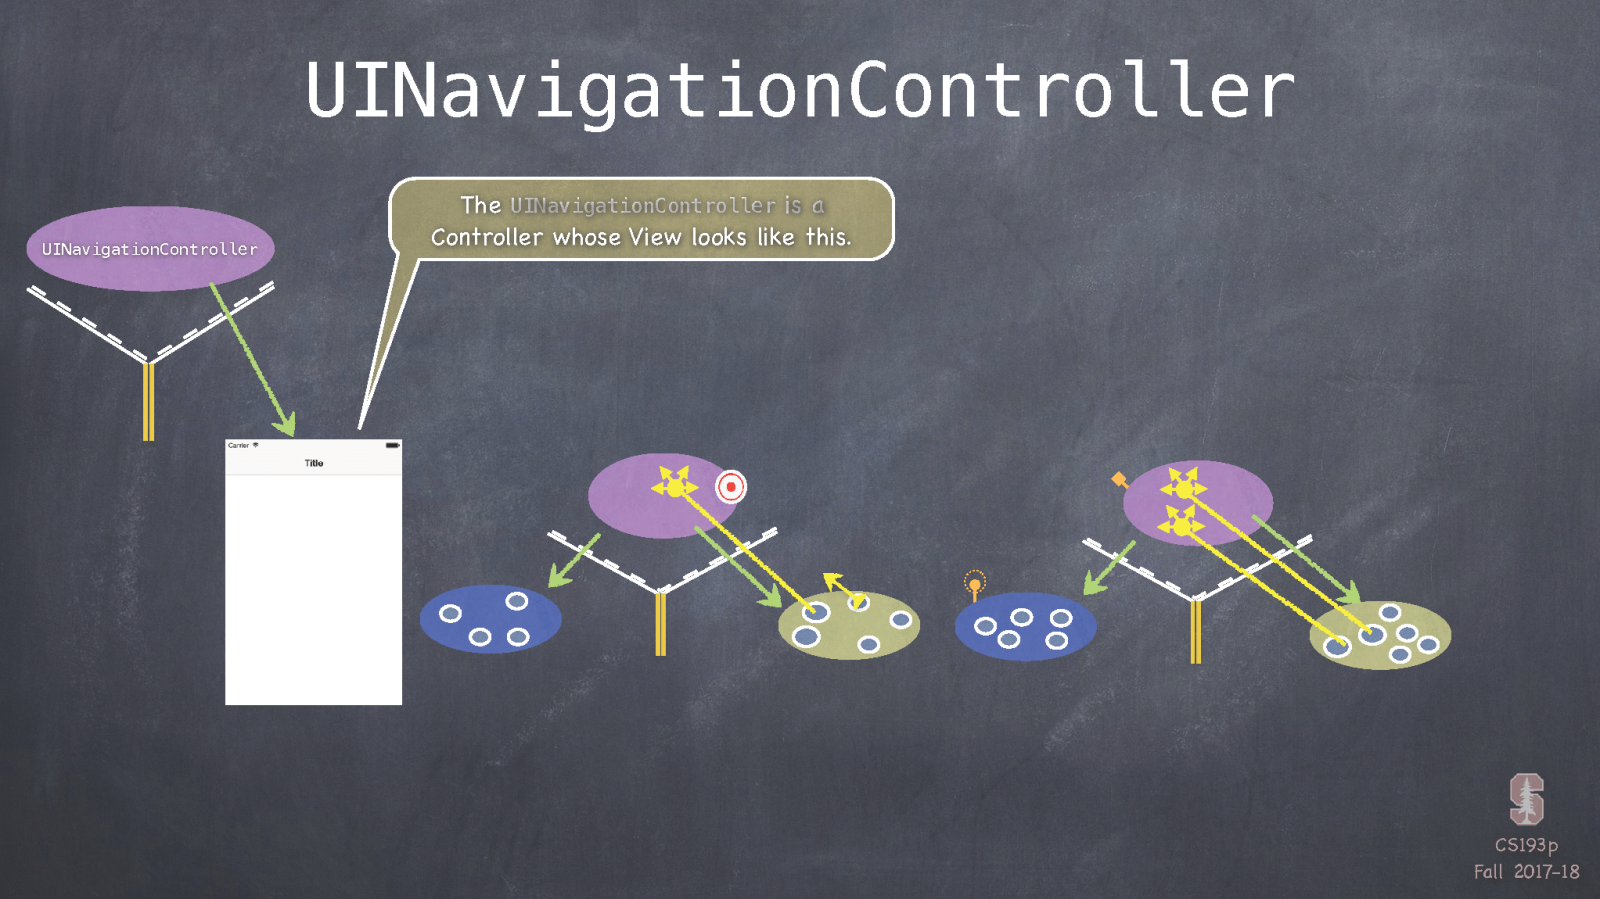 UINavigationController
The UINavigationController is a
Controller whose View looks like this.
UINavigationController
Carrier
Title
CS193p
Fall 2017-18